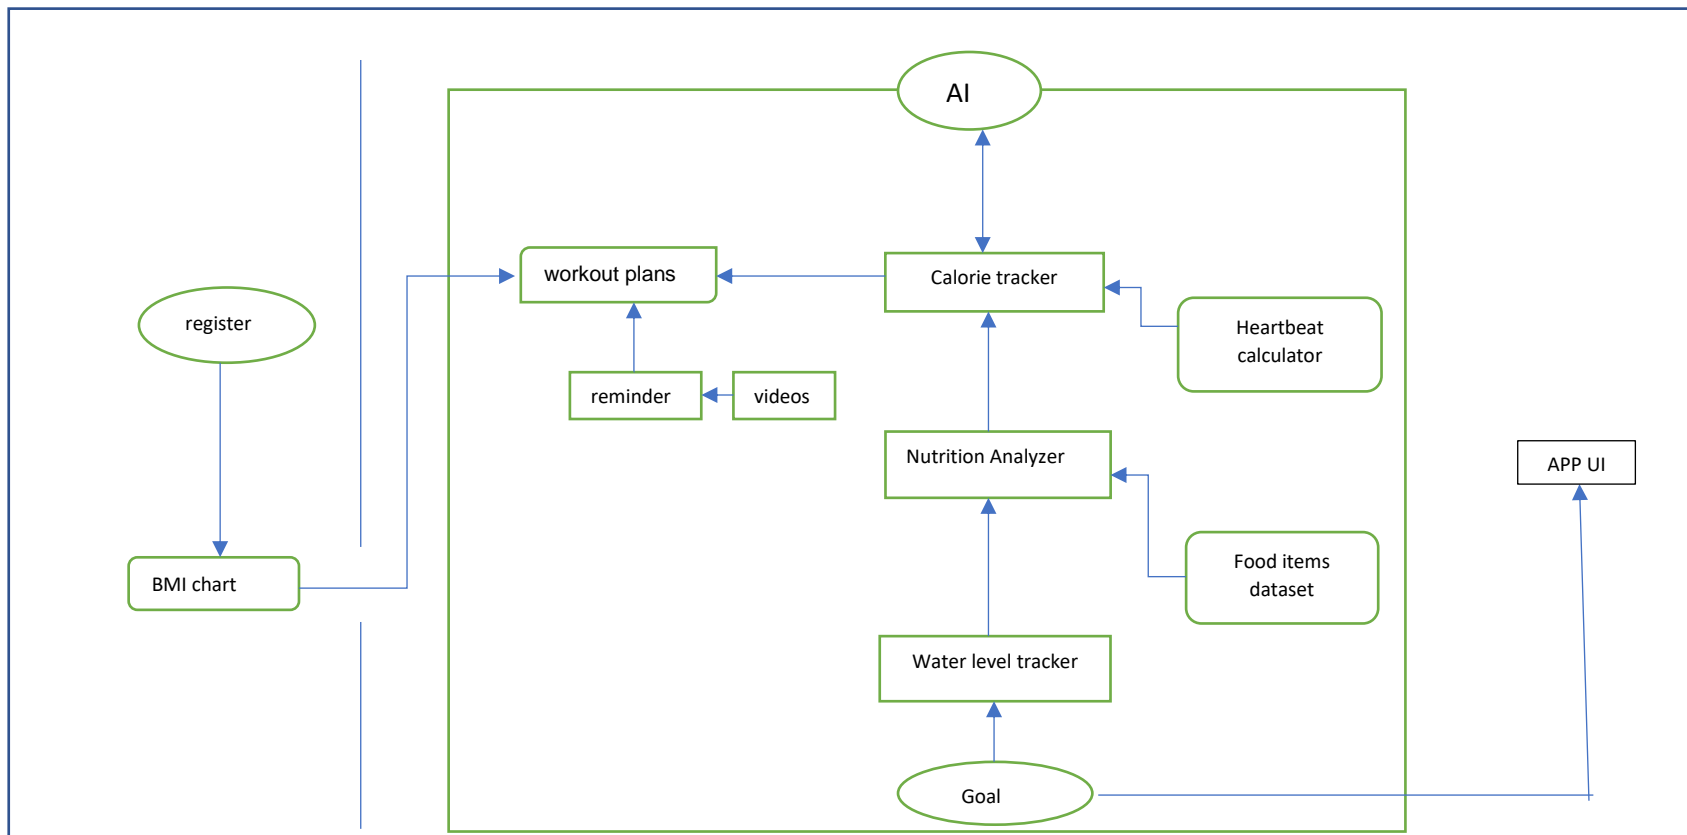 AI
workout plans
Calorie tracker
register
Heartbeat
calculator
reminder
videos
Nutrition Analyzer
APP UI
BMI chart
Food items
dataset
Water level tracker
Goal